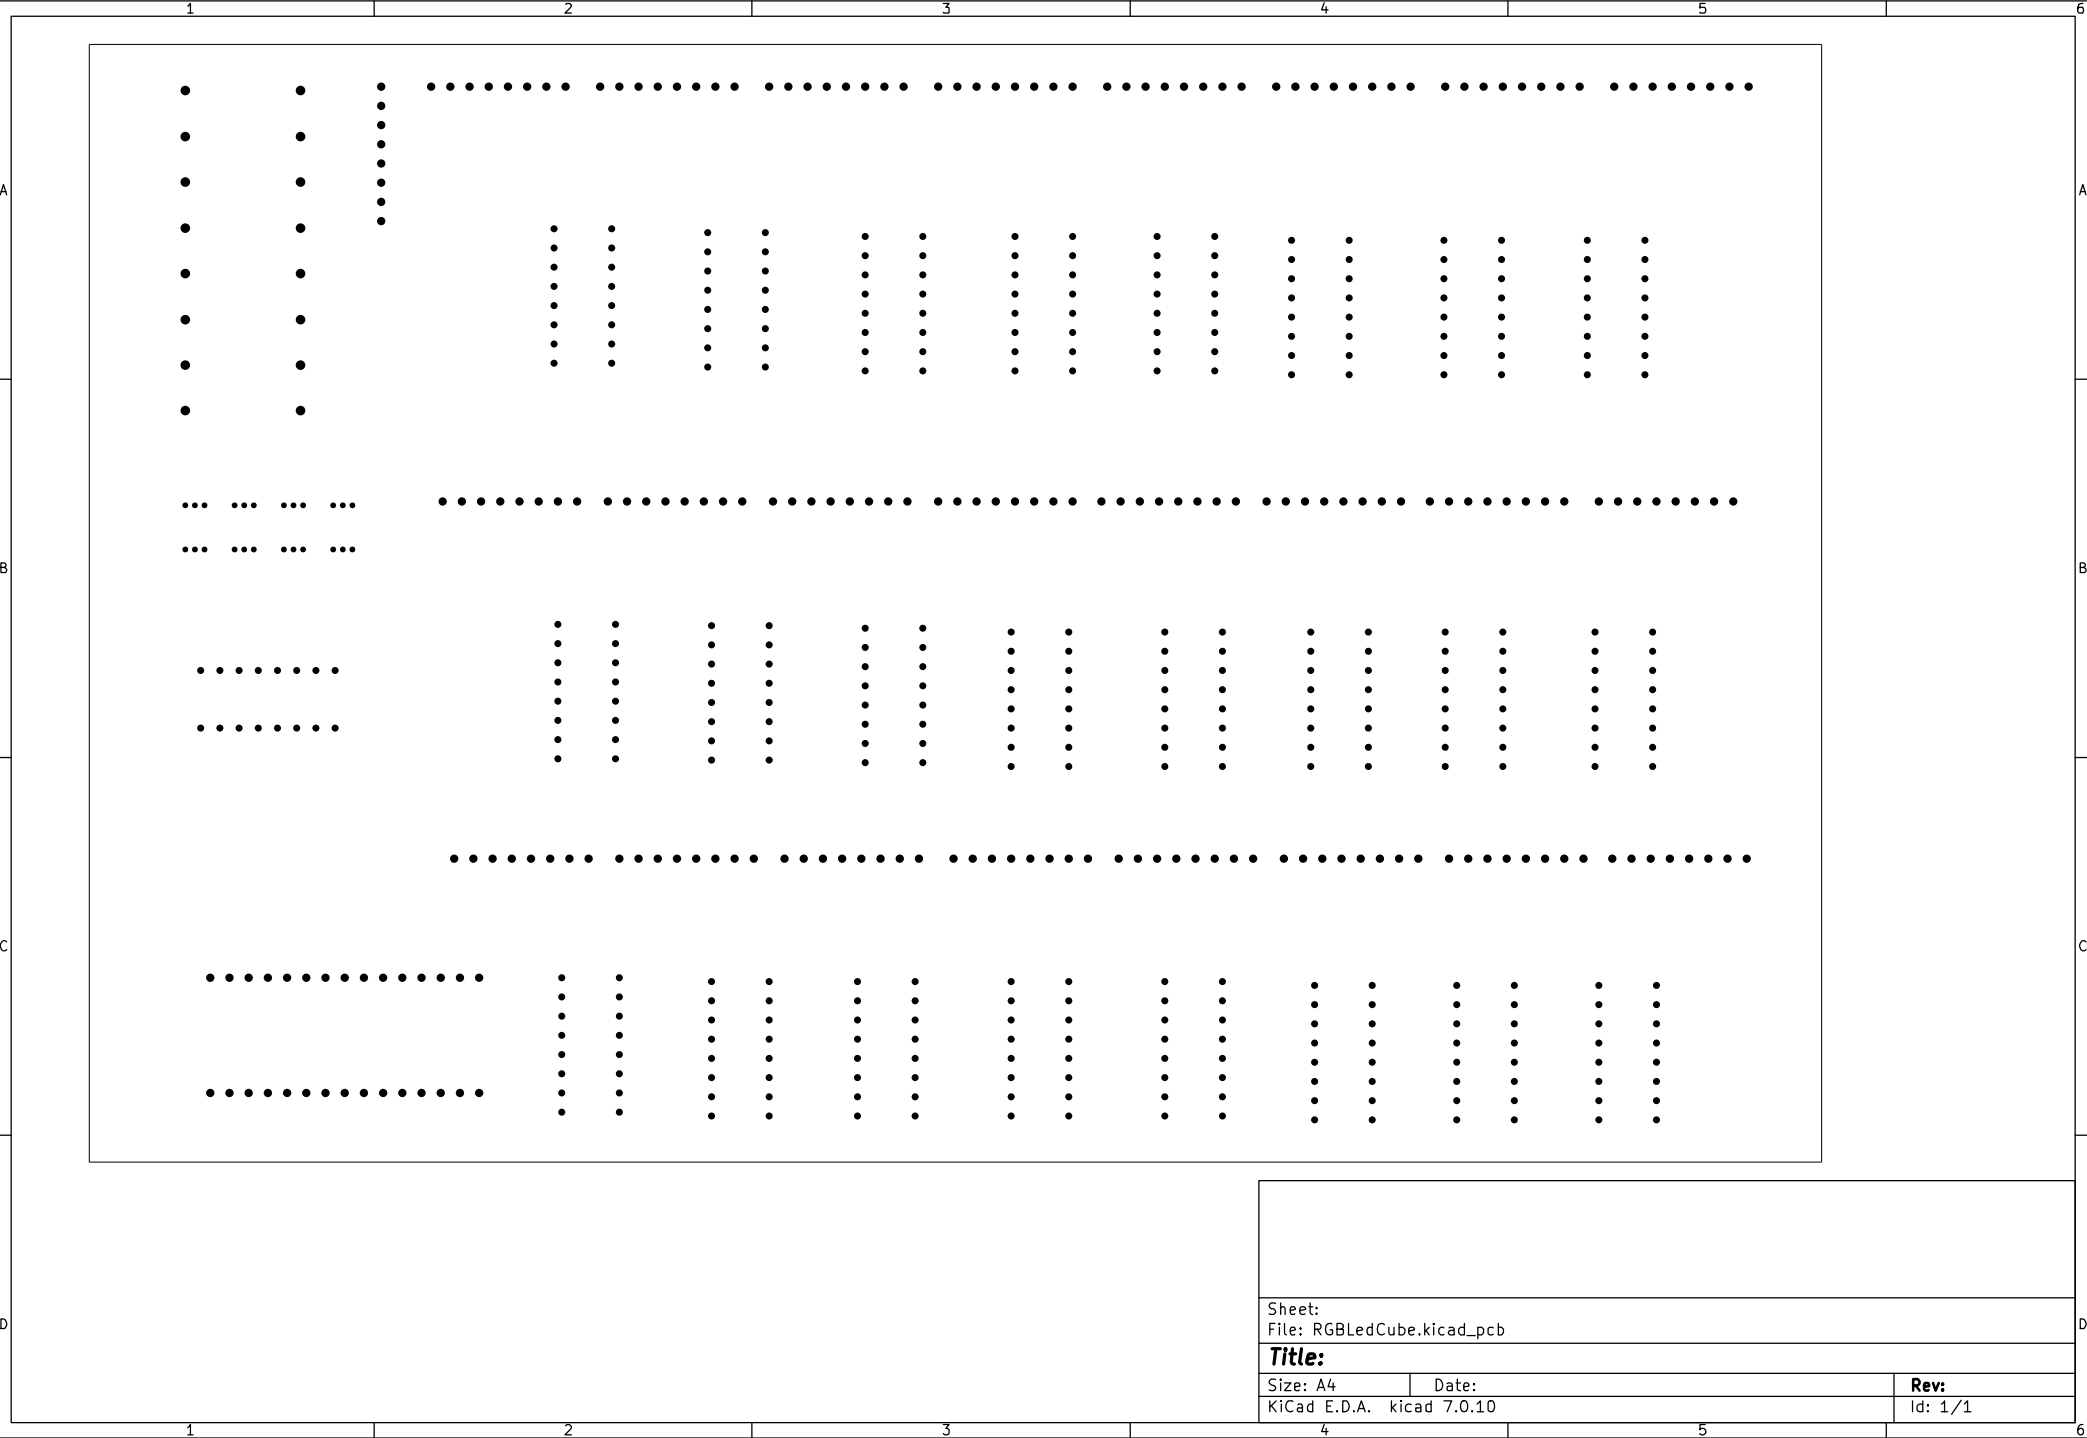 1 2 3 4 5 6
A A
B B
C C
Sheet:
File: RGBLedCube.kicad_pcb
D D
Title:
Size: A4 Date: Rev:
KiCad E.D.A. kicad 7.0.10 Id: 1/1
1 2 3 4 5 6